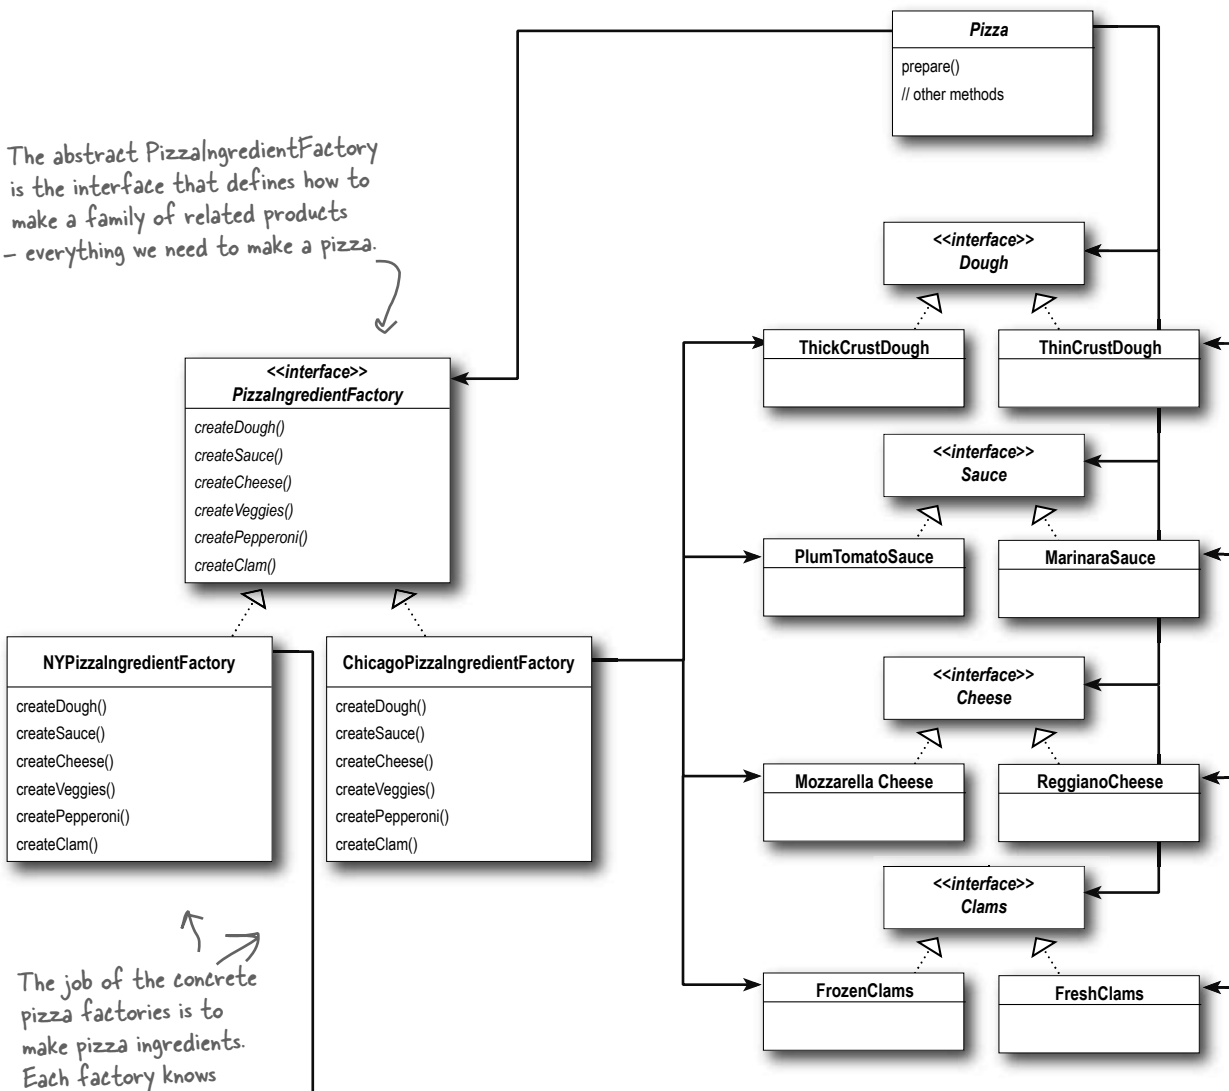 Pizza
prepare()
// other methods
The abstract PizzaIngredientFactory
is the interface that defines how to
make a family of related products
– everything we need to make a pizza.
<<interface>>
Dough
ThickCrustDough
ThinCrustDough
<<interface>>
PizzaIngredientFactory
createDough()
createSauce()
createCheese()
createVeggies()
createPepperoni()
createClam()
<<interface>>
Sauce
PlumTomatoSauce
MarinaraSauce
NYPizzaIngredientFactory
createDough()
createSauce()
createCheese()
createVeggies()
createPepperoni()
createClam()
ChicagoPizzaIngredientFactory
createDough()
createSauce()
createCheese()
createVeggies()
createPepperoni()
createClam()
<<interface>>
Cheese
Mozzarella Cheese
ReggianoCheese
<<interface>>
Clams
FrozenClams
FreshClams
The job of the concrete
pizza factories is to
make pizza ingredients.
Each factory knows